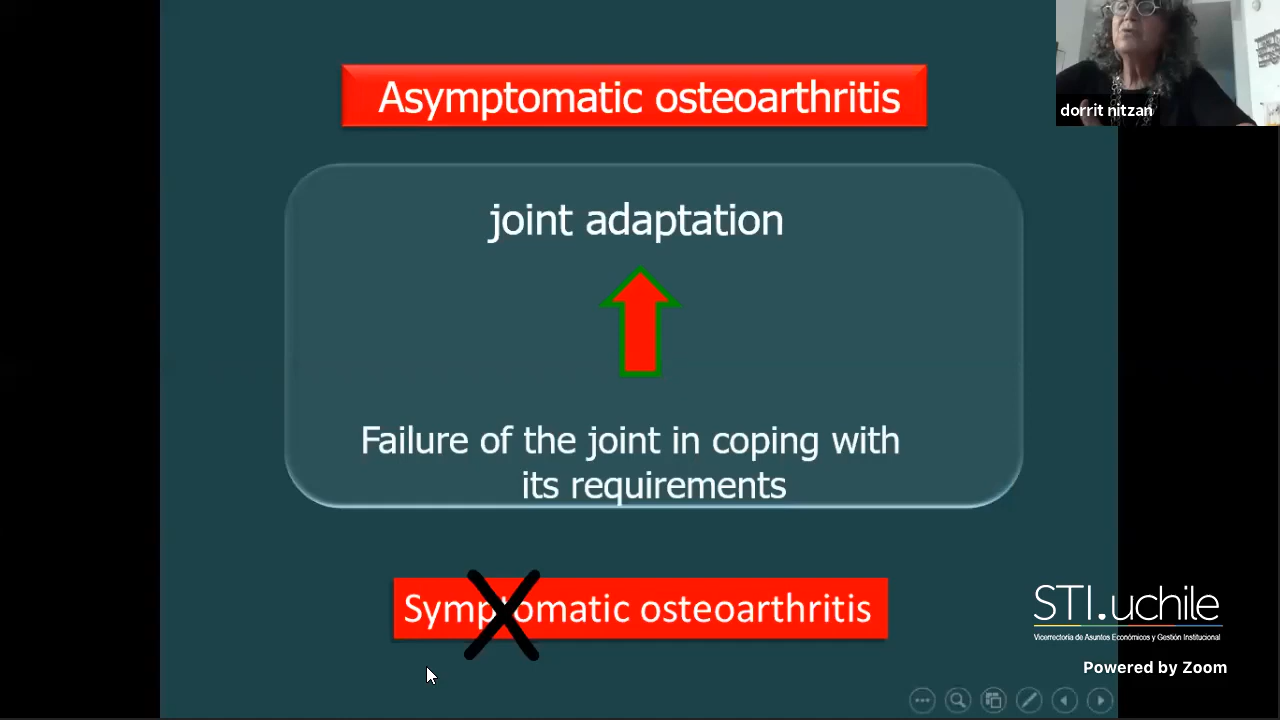 Asymptomatic osteoarthritis
dorrit nitzan
joint adaptation
Failure of the joint in coping with
its requirements
Symptomatic osteoarthritis
STI.uchile
Vicerrectoría de Asuntos Económicos y Gestión Institucional
Powered by Zoom